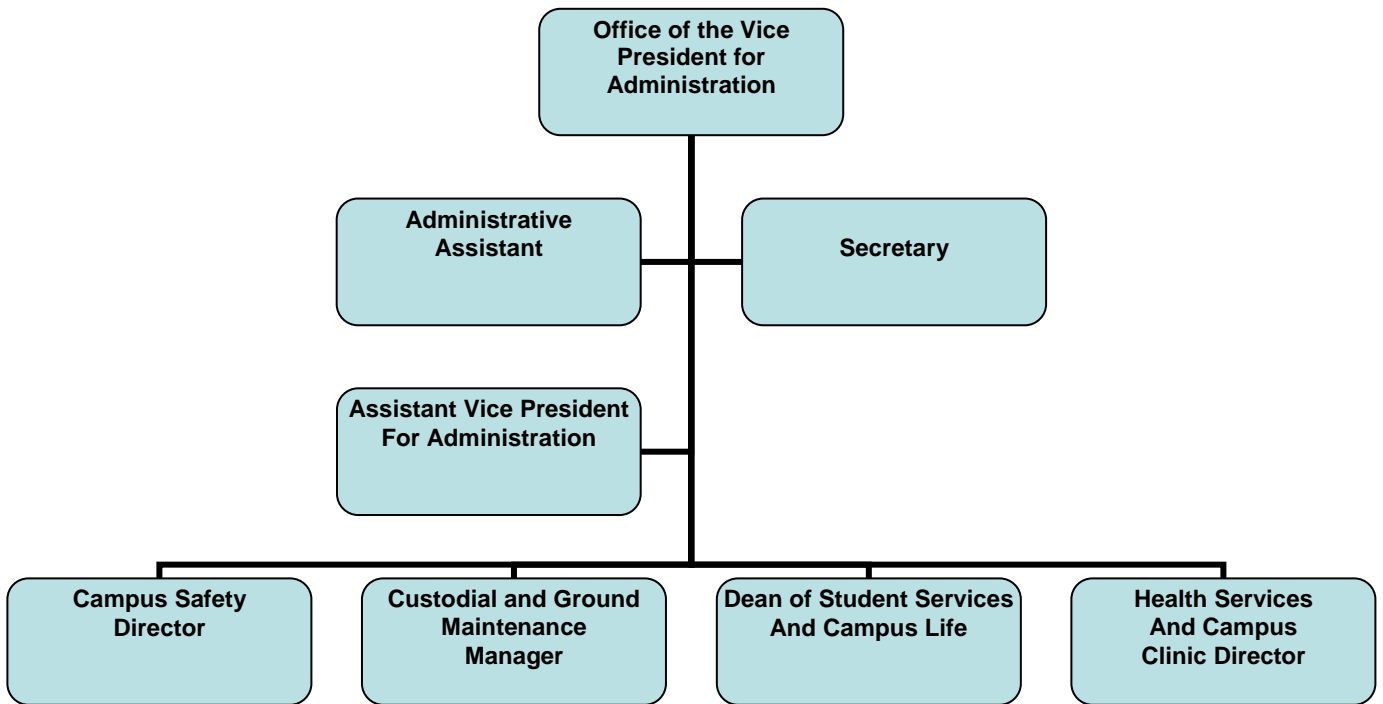 Office of the Vice
President for
Administration
Administrative
Assistant
Secretary
Assistant Vice President
For Administration
Campus Safety
Director
Custodial and Ground
Maintenance
Manager
Dean of Student Services
And Campus Life
Health Services
And Campus
Clinic Director